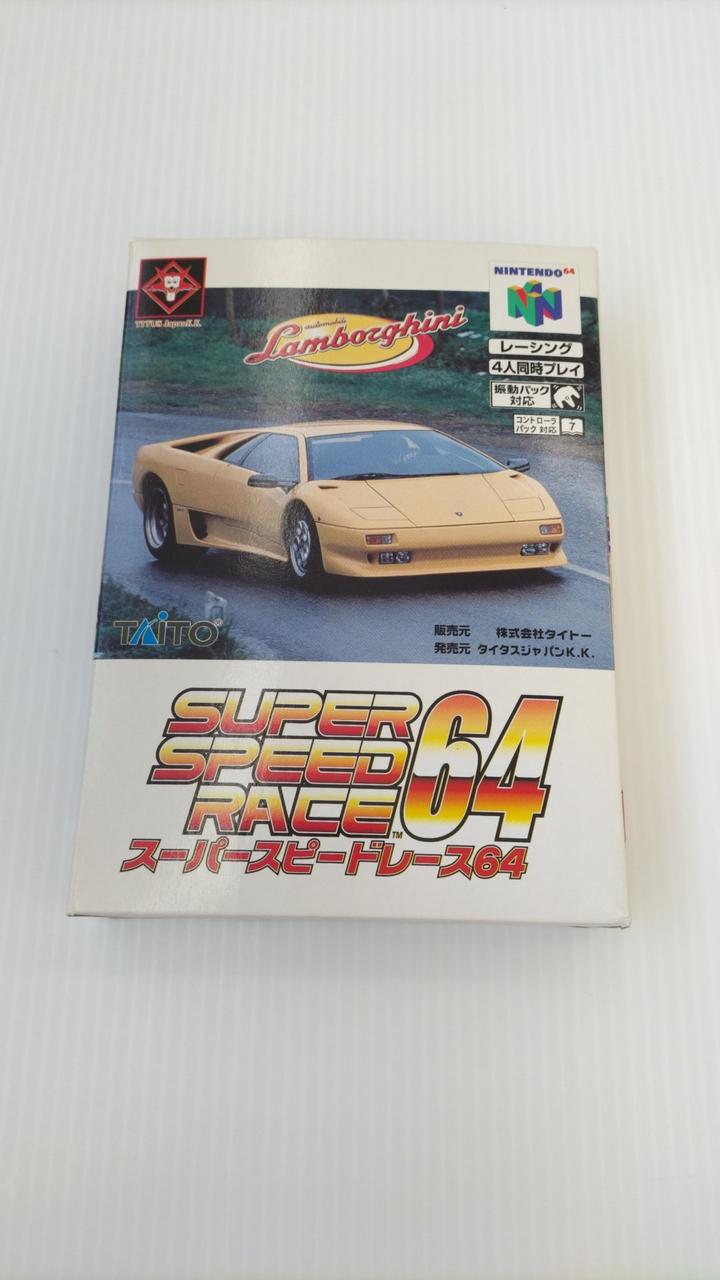 TITUS JapanK.K.
NINTENDO64
automobili
Lamborghini
レーシング
4人同時プレイ
振動パック
対応
コントローラ
パック 対応
7
TAITO®
販売元 株式会社タイトー
発売元 タイタスジャパンK.K.
SUPER
SPEED
RACE™
64
スーパースピードレース64